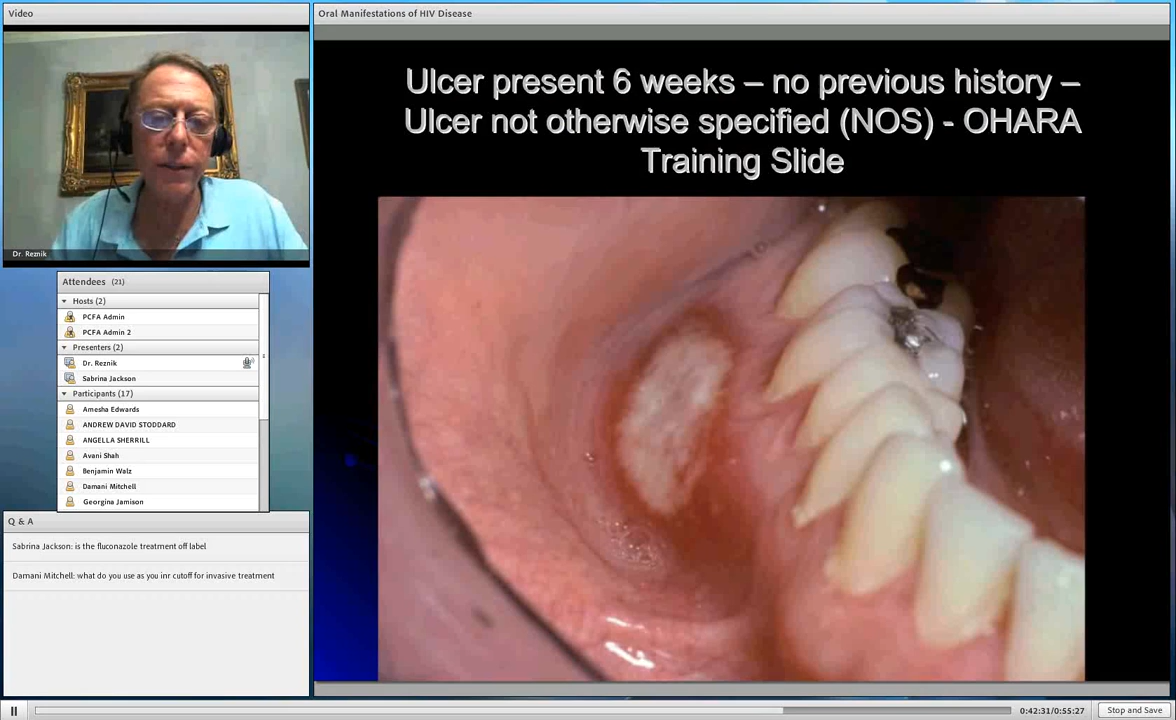 Video
Dr. Reznik
Attendees (21)
Hosts (2)
PCFA Admin
PCFA Admin 2
Presenters (2)
Dr. Reznik
Sabrina Jackson
Participants (17)
Amesha Edwards
ANDREW DAVID STODDARD
ANGELLA SHERRILL
Avani Shah
Benjamin Walz
Damani Mitchell
Georgina Jamison
Q & A
Sabrina Jackson: is the fluconazole treatment off label
Damani Mitchell: what do you use as you inr cutoff for invasive treatment
Oral Manifestations of HIV Disease
Ulcer present 6 weeks – no previous history –
Ulcer not otherwise specified (NOS) - OHARA
Training Slide
0:42:31/0:55:27
Stop and Save